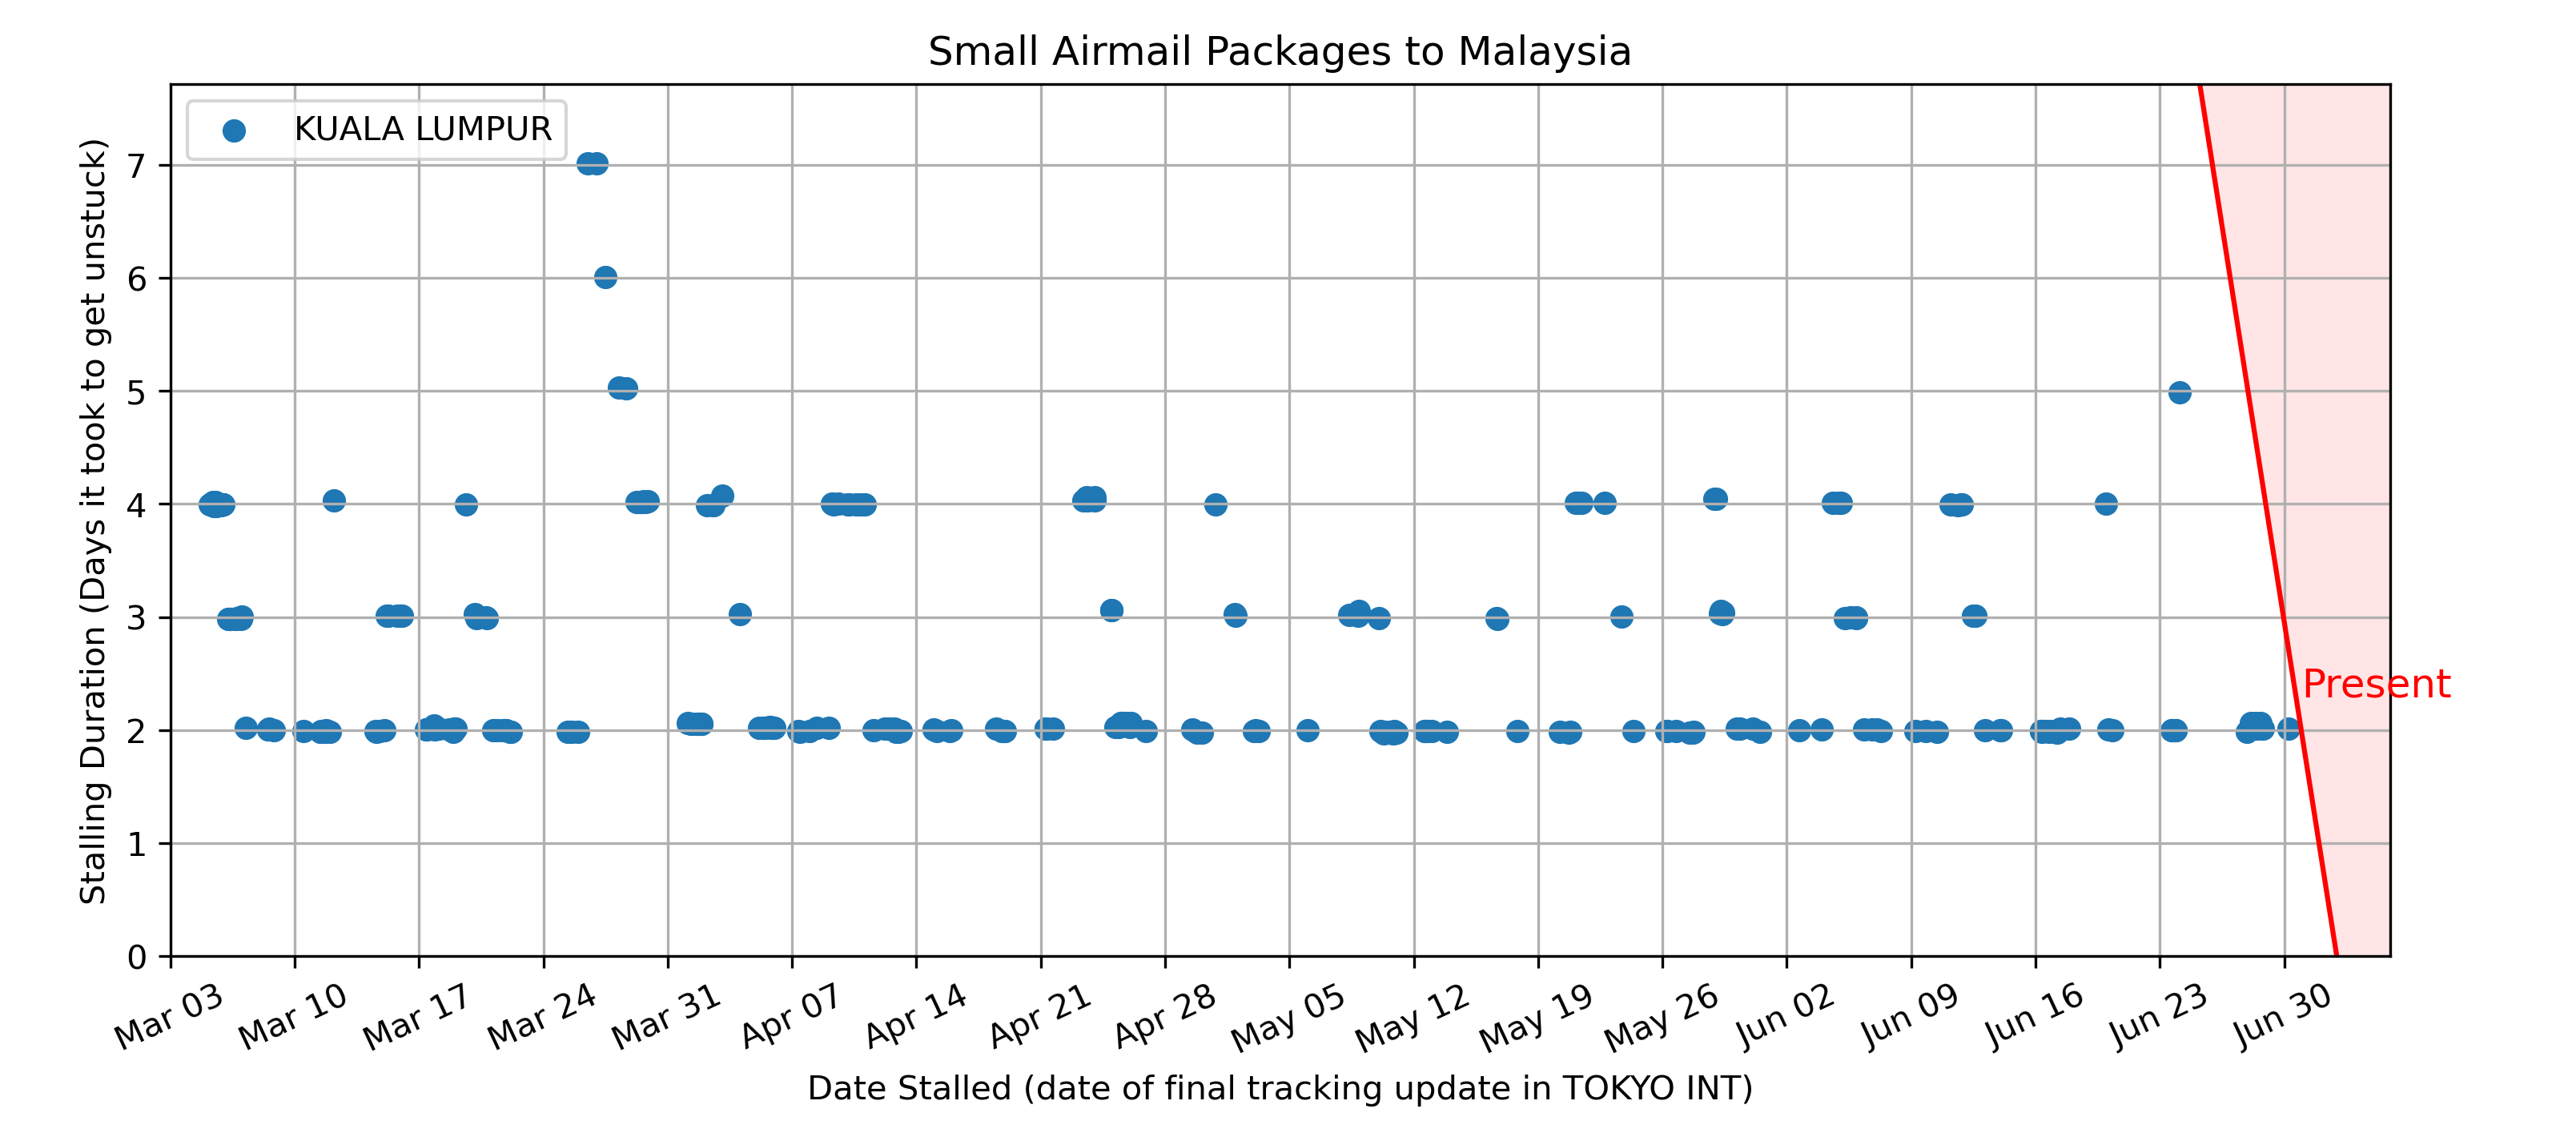 Small Airmail Packages to Malaysia
KUALA LUMPUR
Stalling Duration (Days it took to get unstuck)
7
6
5
4
3
2
1
0
Present
Mar 03
Mar 10
Mar 17
Mar 24
Mar 31
Apr 07
Apr 14
Apr 21
Apr 28
May 05
May 12
May 19
May 26
Jun 02
Jun 09
Jun 16
Jun 23
Jun 30
Date Stalled (date of final tracking update in TOKYO INT)